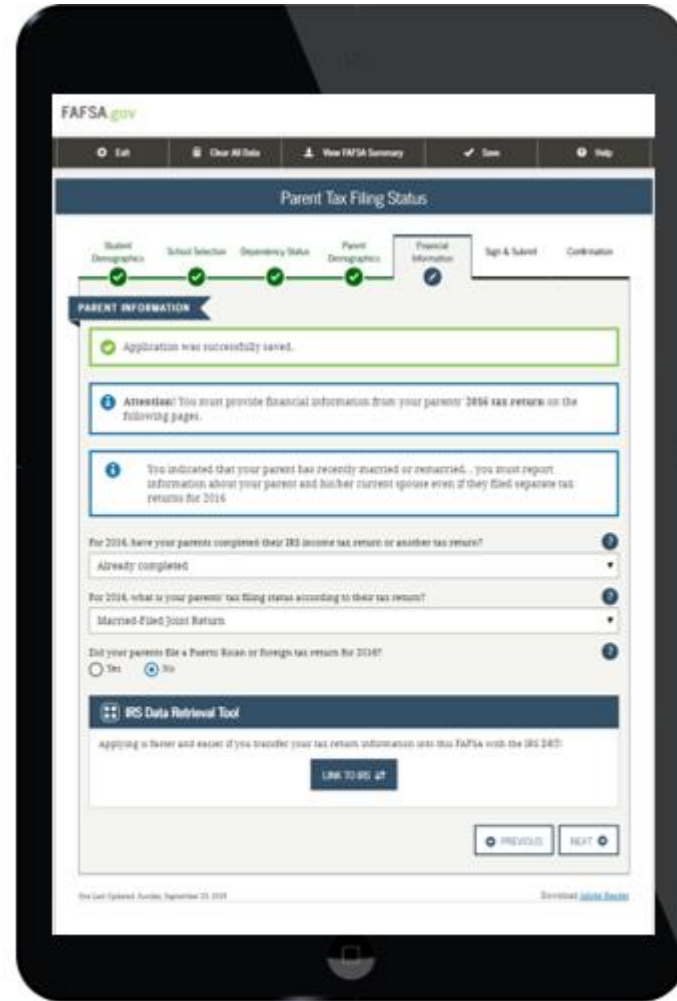 FAFSA.gov
Exit
Clear All Data
View FAFSA Summary
Save
Help
Parent Tax Filing Status
Student Demographics
School Selection
Dependency Status
Parent Demographics
Financial Information
Sign & Submit
Confirmation
PARENT INFORMATION
Application was successfully saved.
Attention! You must provide financial information from your parents' 2016 tax return on the
following pages.
You indicated that your parent has recently married or remarried. . you must report
information about your parent and his/her current spouse even if they filed separate tax
returns for 2016
For 2016, have your parents completed their IRS income tax return or another tax return?
Already completed
For 2016, what is your parents' tax filing status according to their tax return?
Married-Filed Joint Return
Did your parents file a Puerto Rican or foreign tax return for 2016?
Yes No
IRS Data Retrieval Tool
Applying is faster and easier if you transfer your tax return information into this FAFSA with the IRS DRT!
LINK TO IRS
PREVIOUS
NEXT
Site Last Updated: Sunday, September
Download Adobe Reader